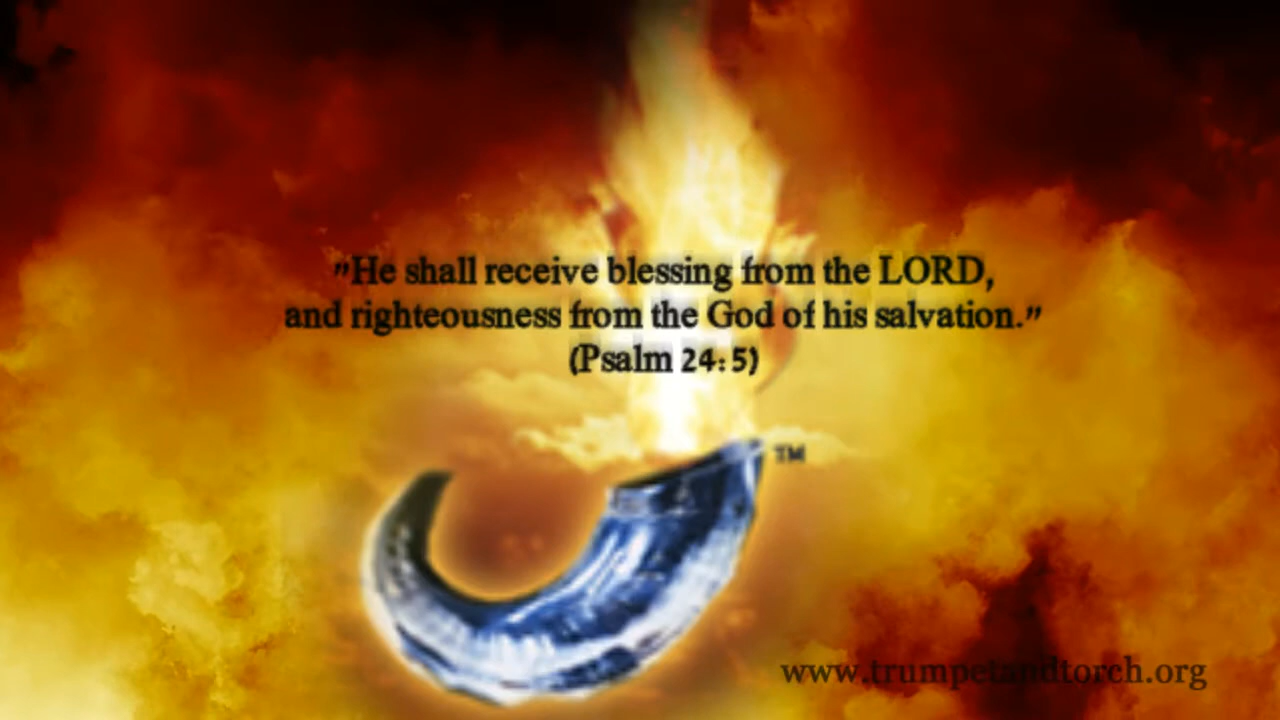 "He shall receive blessing from the LORD,
and righteousness from the God of his salvation."
(Psalm 24:5)
TM
www.trumpetandtorch.org